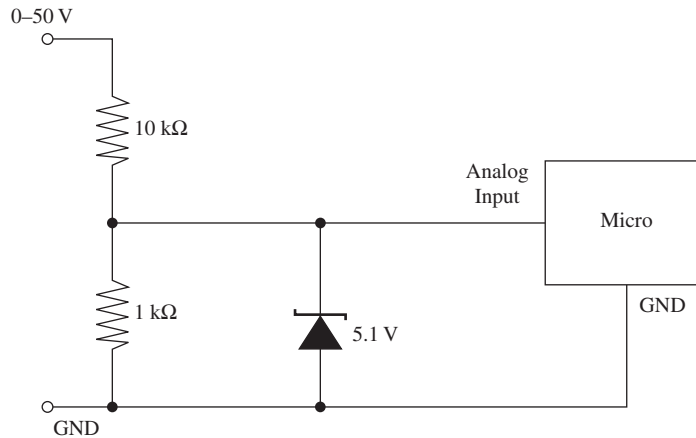 0–50 V
10 kΩ
Analog
Input
Micro
1 kΩ
5.1 V
GND
GND